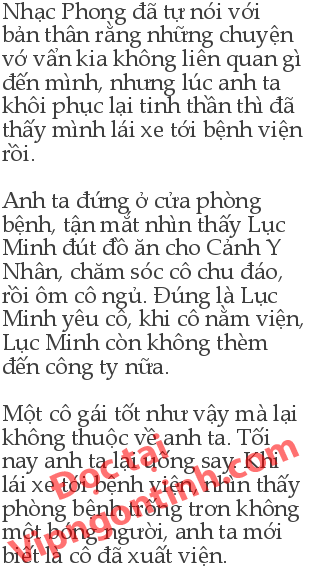 Nhạc Phong đã tự nói với
bản thân rằng những chuyện
vớ vẩn kia không liên quan gì
đến mình, nhưng lúc anh ta
khôi phục lại tinh thần thì đã
thấy mình lái xe tới bệnh viện
rồi.
Anh ta đứng ở cửa phòng
bệnh, tận mắt nhìn thấy Lục
Minh đút đồ ăn cho Cảnh Y
Nhân, chăm sóc cô chu đáo,
rồi ôm cô ngủ. Đúng là Lục
Minh yêu cô, khi cô nằm viện,
Lục Minh còn không thèm
đến công ty nữa.
Một cô gái tốt như vậy mà lại
không thuộc về anh ta. Tối
nay anh ta lại uống say. Khi
lái xe tới bệnh viện, nhìn thấy
phòng bệnh trống trơn không
một bóng người, anh ta mới
biết là cô đã xuất viện.
Đọc tại
Vipngontinh.com